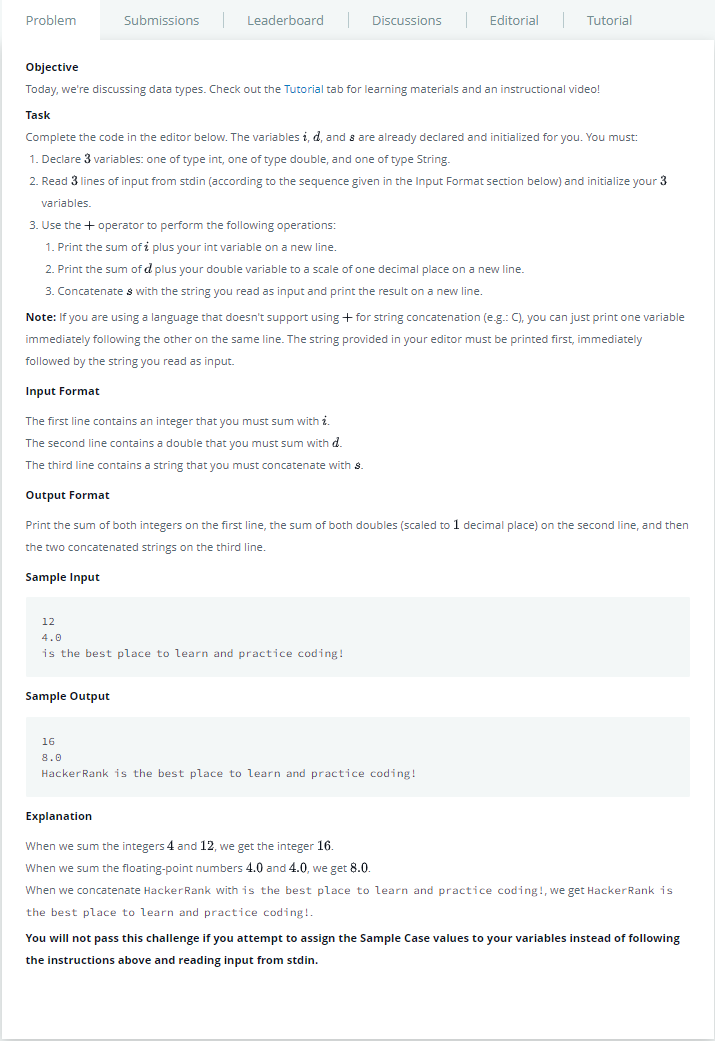 Problem Submissions Leaderboard Discussions Editorial Tutorial
Objective
Today, we're discussing data types. Check out the Tutorial tab for learning materials and an instructional video!
Task
Complete the code in the editor below. The variables i, d, and s are already declared and initialized for you. You must:
1. Declare 3 variables: one of type int, one of type double, and one of type String.
2. Read 3 lines of input from stdin (according to the sequence given in the Input Format section below) and initialize your 3
variables.
3. Use the + operator to perform the following operations:
1. Print the sum of i plus your int variable on a new line.
2. Print the sum of d plus your double variable to a scale of one decimal place on a new line.
3. Concatenate s with the string you read as input and print the result on a new line.
Note: If you are using a language that doesn't support using + for string concatenation (e.g.: C), you can just print one variable
immediately following the other on the same line. The string provided in your editor must be printed first, immediately
followed by the string you read as input.
Input Format
The first line contains an integer that you must sum with i.
The second line contains a double that you must sum with d.
The third line contains a string that you must concatenate with s.
Output Format
Print the sum of both integers on the first line, the sum of both doubles (scaled to 1 decimal place) on the second line, and then
the two concatenated strings on the third line.
Sample Input
12
4.0
is the best place to learn and practice coding!
Sample Output
16
8.0
HackerRank is the best place to learn and practice coding!
Explanation
When we sum the integers 4 and 12, we get the integer 16.
When we sum the floating-point numbers 4.0 and 4.0, we get 8.0.
When we concatenate HackerRank with is the best place to learn and practice coding!, we get HackerRank is
the best place to learn and practice coding!.
You will not pass this challenge if you attempt to assign the Sample Case values to your variables instead of following
the instructions above and reading input from stdin.